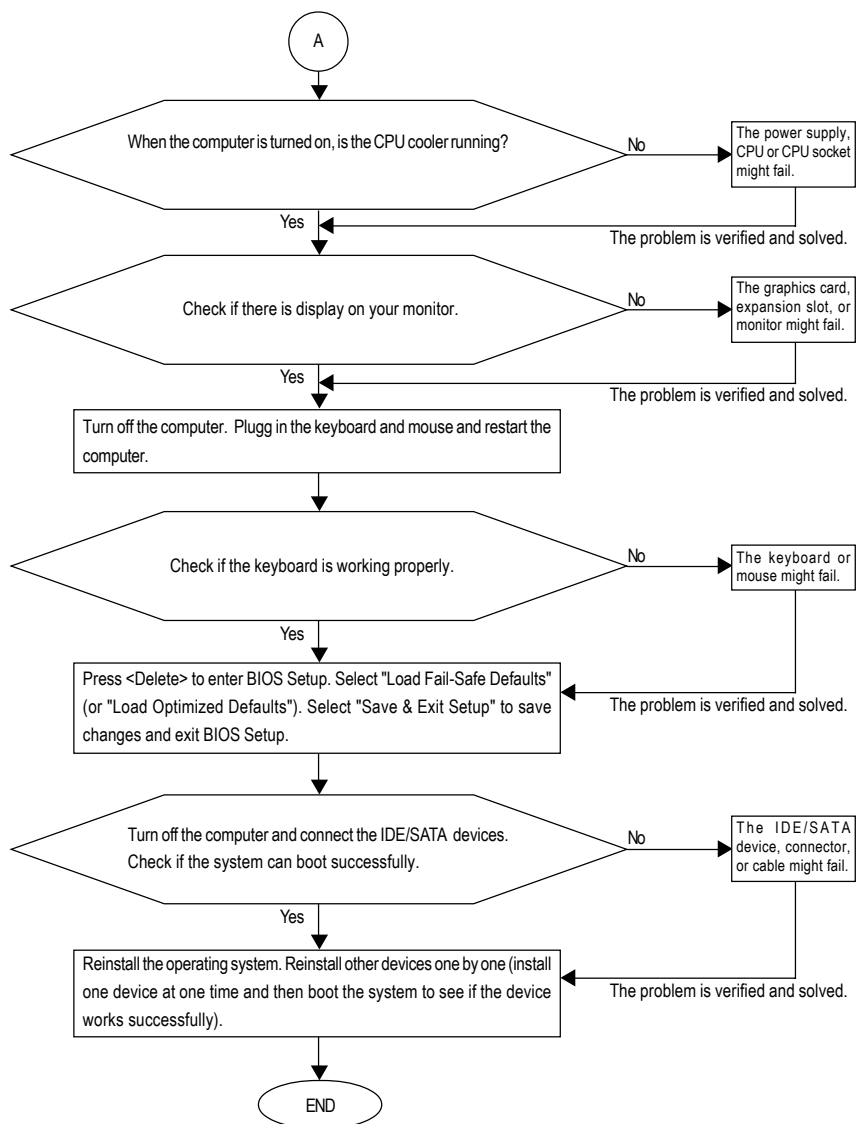 A
When the computer is turned on, is the CPU cooler running?
No
The power supply,
CPU or CPU socket
might fail.
Yes
The problem is verified and solved.
Check if there is display on your monitor.
No
The graphics card,
expansion slot, or
monitor might fail.
Yes
The problem is verified and solved.
Turn off the computer. Plugg in the keyboard and mouse and restart the
computer.
Check if the keyboard is working properly.
No
The keyboard or
mouse might fail.
Yes
Press <Delete> to enter BIOS Setup. Select "Load Fail-Safe Defaults"
(or "Load Optimized Defaults"). Select "Save & Exit Setup" to save
changes and exit BIOS Setup.
The problem is verified and solved.
Turn off the computer and connect the IDE/SATA devices.
Check if the system can boot successfully.
No
The IDE/SATA
device, connector,
or cable might fail.
Yes
Reinstall the operating system. Reinstall other devices one by one (install
one device at one time and then boot the system to see if the device
works successfully).
The problem is verified and solved.
END